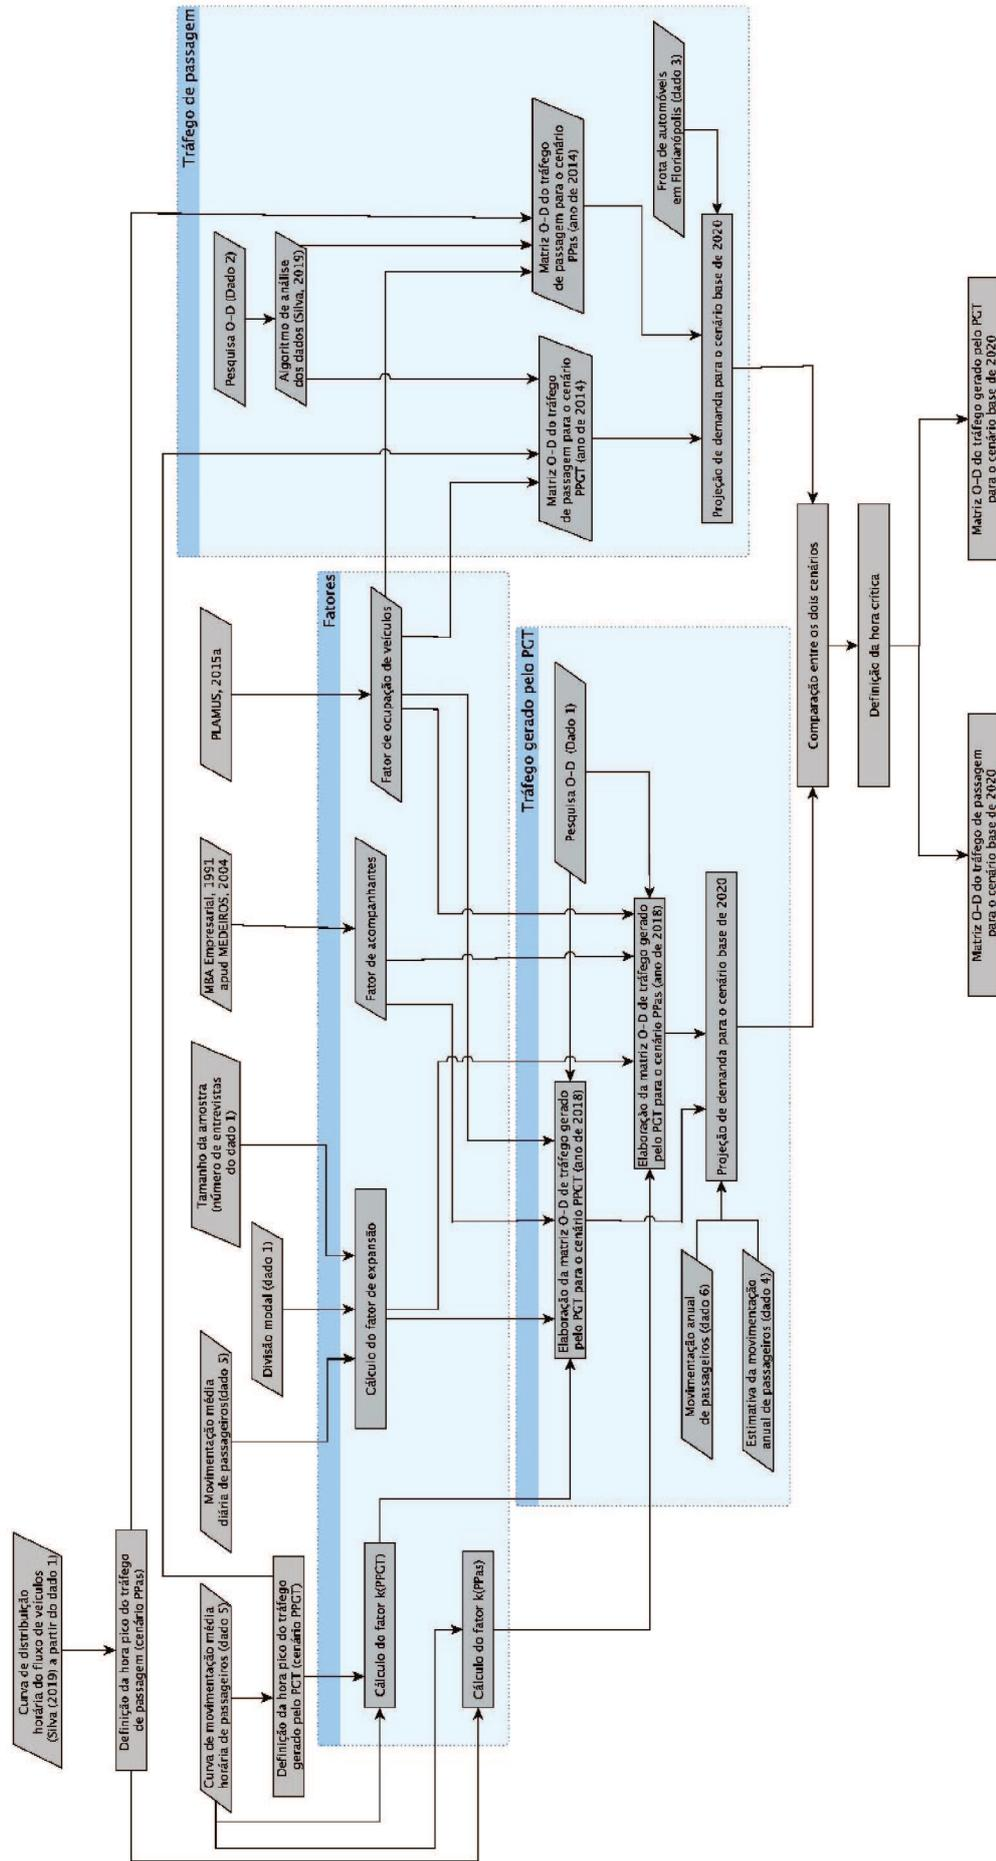 Curva de distribuição
horária do fluxo de veículos
(Silva (2019) a partir do dado 1)
Definição da hora pico do tráfego
de passagem (cenário PPas)
Curva de movimentação média
horária de passageiros (dado 5)
Definição da hora pico do tráfego
gerado pelo PGT (cenário PPGT)
Movimentação média
diária de passageiros(dado 5)
Divisão modal (dado 1)
Tamanho da amostra
(número de entrevistas
do dado 1)
MBA Empresarial, 1991
apud MEDEIROS, 2004
PLAMUS, 2015a
Fatores
Cálculo do fator k(PPGT)
Cálculo do fator k(PPas)
Cálculo do fator de expansão
Fator de acompanhantes
Fator de ocupação de veículos
Tráfego de passagem
Pesquisa O-D (Dado 2)
Algoritmo de análise
dos dados (Silva, 2019)
Matriz O-D do tráfego
de passagem para o cenário
PPGT (ano de 2014)
Matriz O-D do tráfego
de passagem para o cenário
PPas (ano de 2014)
Frota de automóveis
em Florianópolis (dado 3)
Projeção de demanda para o cenário base de 2020
Tráfego gerado pelo PGT
Pesquisa O-D (Dado 1)
Elaboração da matriz O-D de tráfego gerado
pelo PGT para o cenário PPGT (ano de 2018)
Elaboração da matriz O-D de tráfego gerado
pelo PGT para o cenário PPas (ano de 2018)
Movimentação anual
de passageiros (dado 6)
Estimativa da movimentação
anual de passageiros (dado 4)
Projeção de demanda para o cenário base de 2020
Comparação entre os dois cenários
Definição da hora crítica
Matriz O-D do tráfego de passagem
para o cenário base de 2020
Matriz O-D do tráfego gerado pelo PGT
para o cenário base de 2020